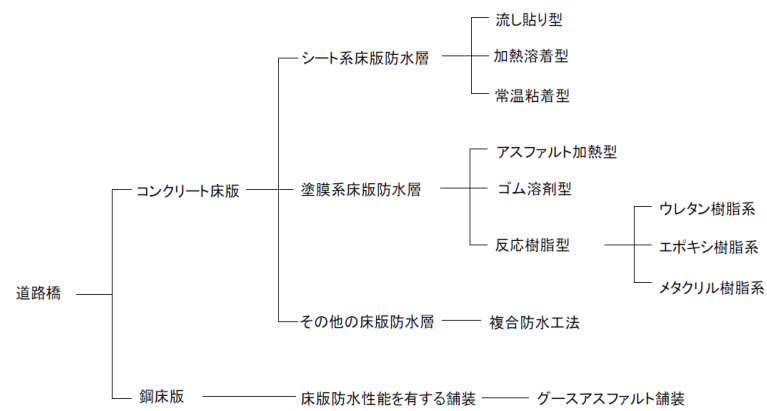 流し貼り型
シート系床版防水層
加熱溶着型
常温粘着型
アスファルト加熱型
コンクリート床版
塗膜系床版防水層
ゴム溶剤型
ウレタン樹脂系
反応樹脂型
エポキシ樹脂系
メタクリル樹脂系
道路橋
その他の床版防水層
複合防水工法
鋼床版
床版防水性能を有する舗装
グースアスファルト舗装